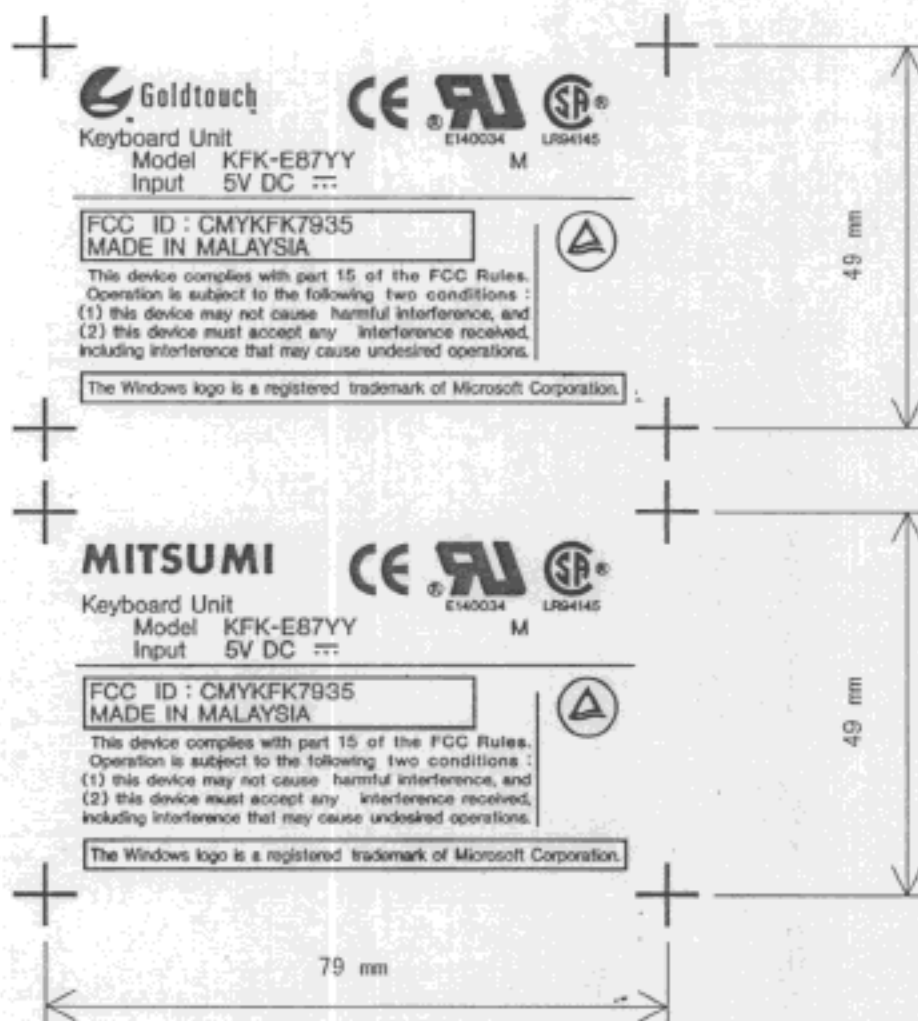 Goldtouch
CE ® RU SA ®
E140034 LR94145
Keyboard Unit
Model KFK-E87YY M
Input 5V DC
FCC ID : CMYKFK7935
MADE IN MALAYSIA
This device complies with part 15 of the FCC Rules.
Operation is subject to the following two conditions :
(1) this device may not cause harmful interference, and
(2) this device must accept any interference received,
including interference that may cause undesired operations.
The Windows logo is a registered trademark of Microsoft Corporation.
49 mm
MITSUMI
CE ® RU SA ®
E140034 LR94145
Keyboard Unit
Model KFK-E87YY M
Input 5V DC
FCC ID : CMYKFK7935
MADE IN MALAYSIA
This device complies with part 15 of the FCC Rules.
Operation is subject to the following two conditions :
(1) this device may not cause harmful interference, and
(2) this device must accept any interference received,
including interference that may cause undesired operations.
The Windows logo is a registered trademark of Microsoft Corporation.
49 mm
79 mm